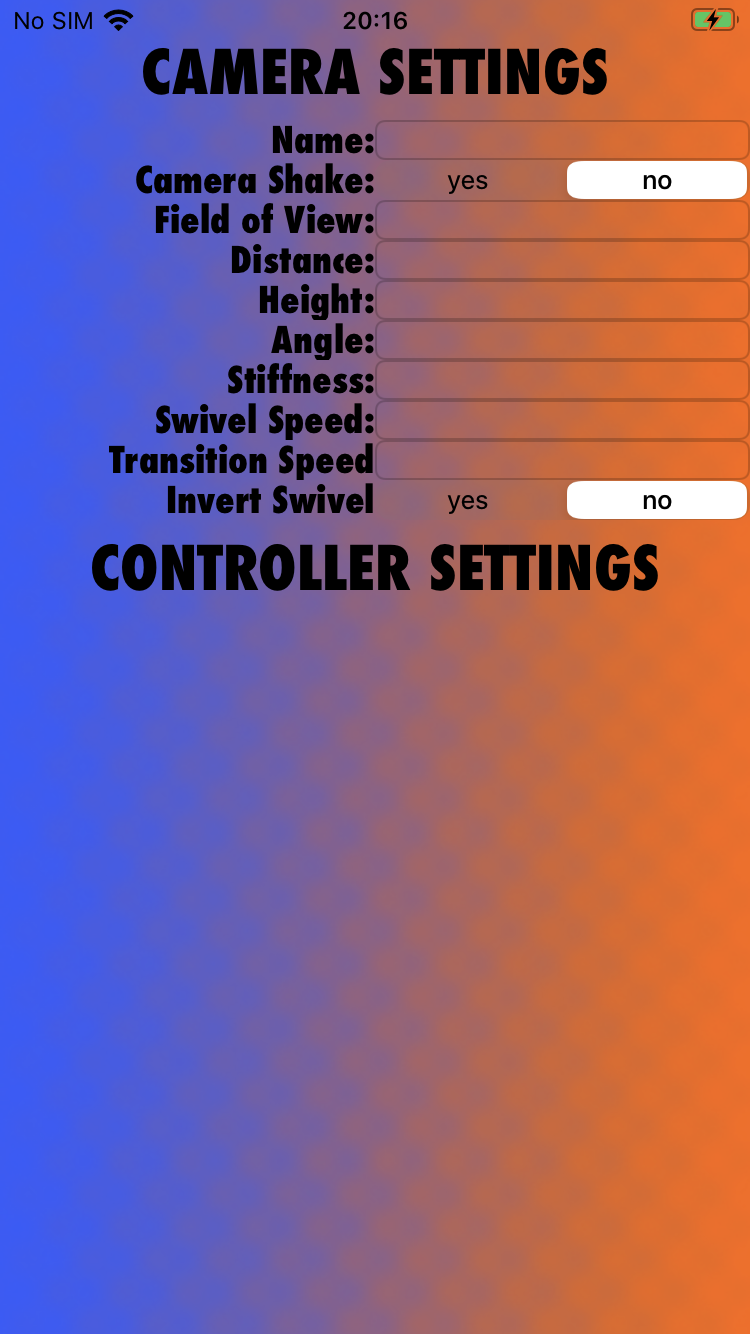 No SIM 20:16
CAMERA SETTINGS
Name:
Camera Shake: yes no
Field of View:
Distance:
Height:
Angle:
Stiffness:
Swivel Speed:
Transition Speed
Invert Swivel yes no
CONTROLLER SETTINGS